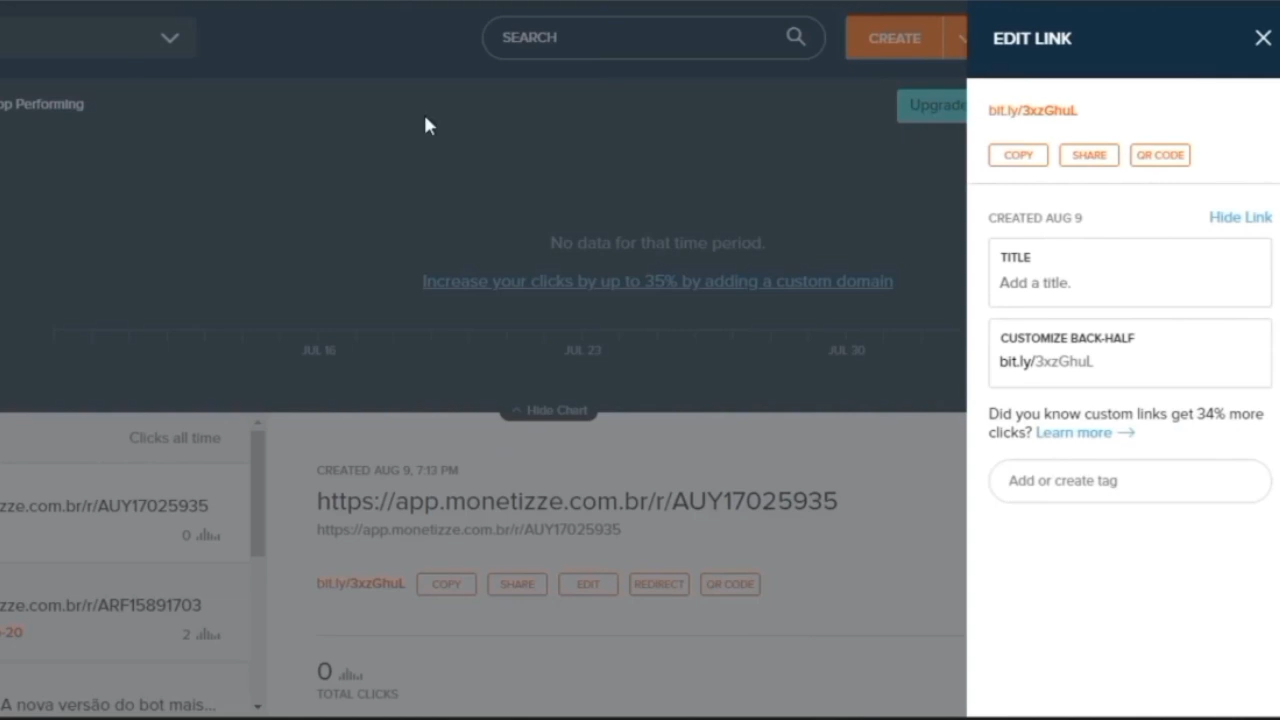 SEARCH
CREATE
EDIT LINK
op Performing
Upgrade
No data for that time period.
Increase your clicks by up to 35% by adding a custom domain
JUL 16
JUL 23
JUL 30
Hide Chart
Clicks all time
zze.com.br/r/AUY17025935
0
zze.com.br/r/ARF15891703
-20
2
A nova versão do bot mais...
CREATED AUG 9, 7:13 PM
https://app.monetizze.com.br/r/AUY17025935
https://app.monetizze.com.br/r/AUY17025935
bit.ly/3xzGhuL COPY SHARE EDIT REDIRECT QR CODE
0
TOTAL CLICKS
bit.ly/3xzGhuL
COPY SHARE QR CODE
CREATED AUG 9 Hide Link
TITLE
Add a title.
CUSTOMIZE BACK-HALF
bit.ly/3xzGhuL
Did you know custom links get 34% more
clicks? Learn more →
Add or create tag